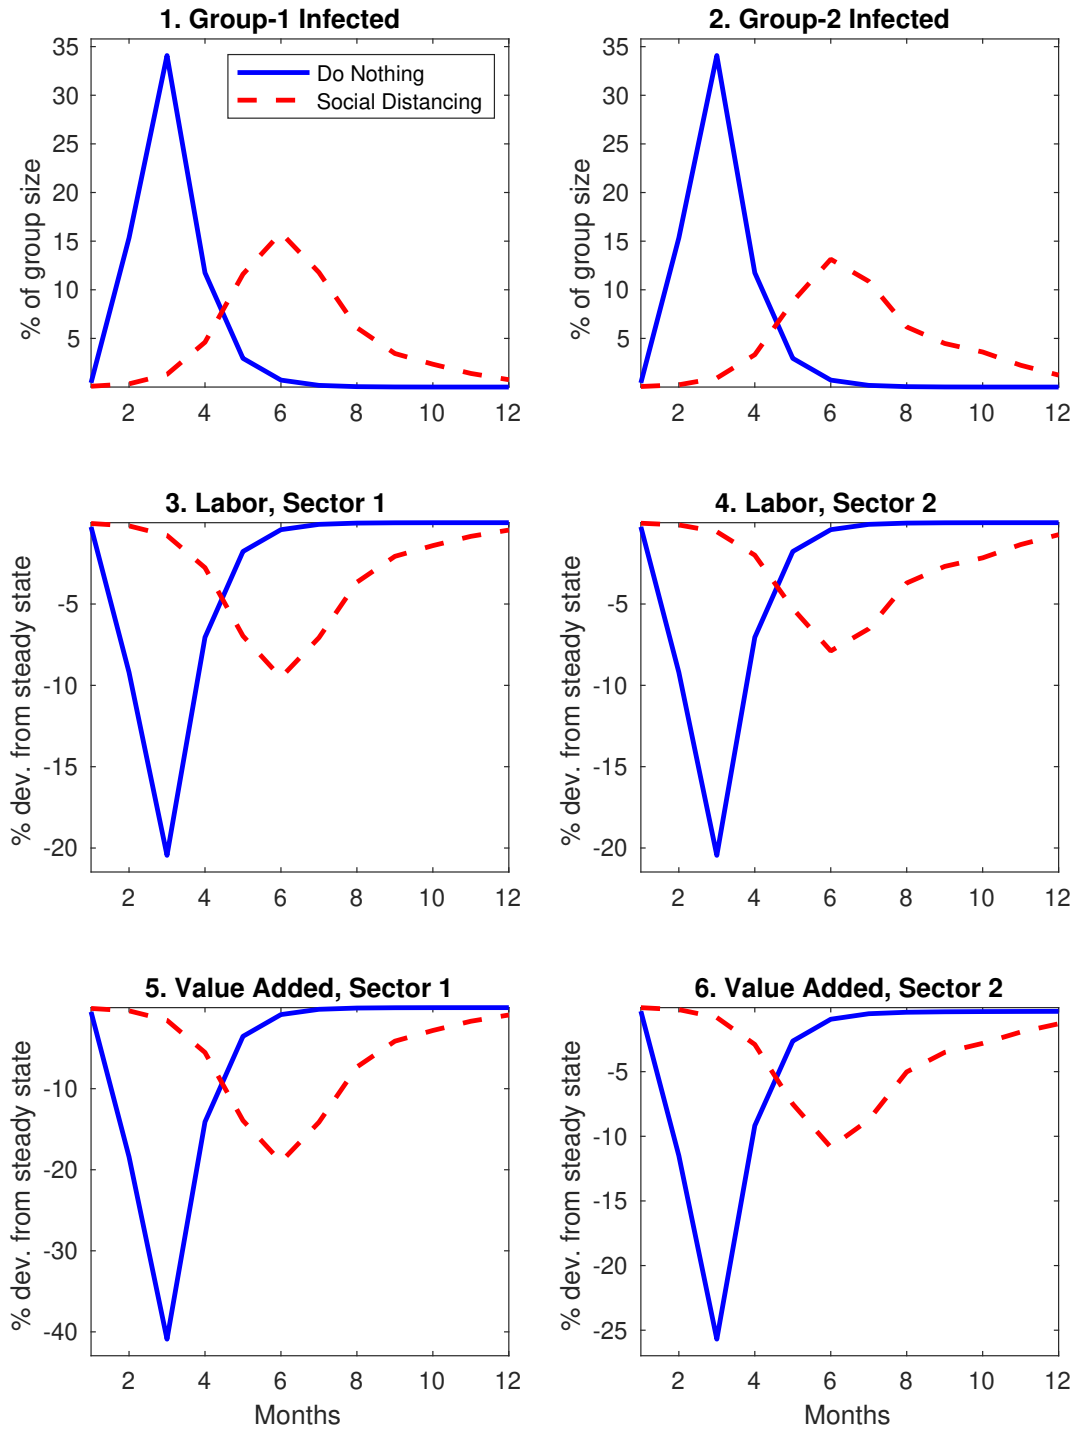 1. Group-1 Infected
2. Group-2 Infected
Do Nothing
Social Distancing
% of group size
35
30
25
20
15
10
5
2 4 6 8 10 12
% of group size
35
30
25
20
15
10
5
2 4 6 8 10 12
3. Labor, Sector 1
4. Labor, Sector 2
% dev. from steady state
-5
-10
-15
-20
2 4 6 8 10 12
% dev. from steady state
-5
-10
-15
-20
2 4 6 8 10 12
5. Value Added, Sector 1
6. Value Added, Sector 2
% dev. from steady state
-10
-20
-30
-40
2 4 6 8 10 12
Months
% dev. from steady state
-5
-10
-15
-20
-25
2 4 6 8 10 12
Months